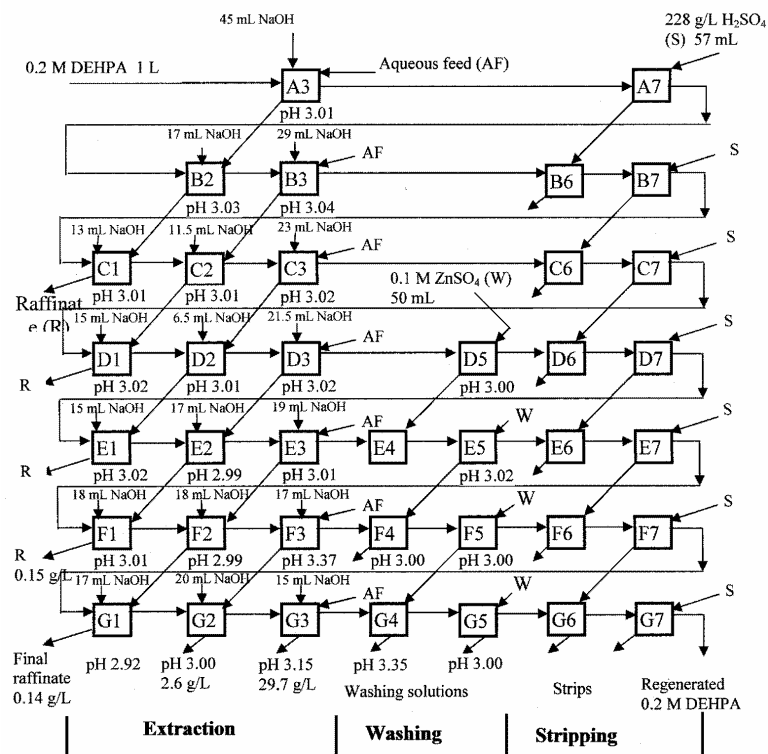 45 mL NaOH
228 g/L H₂SO₄
(S) 57 mL
0.2 M DEHPA 1 L
Aqueous feed (AF)
A3
A7
pH 3.01
17 mL NaOH
29 mL NaOH
AF
S
B2
B3
B6
B7
pH 3.03
pH 3.04
13 mL NaOH
11.5 mL NaOH
23 mL NaOH
AF
S
C1
C2
C3
C6
C7
pH 3.01
pH 3.01
pH 3.02
0.1 M ZnSO₄ (W)
50 mL
Raffinat
e (R)
15 mL NaOH
6.5 mL NaOH
21.5 mL NaOH
AF
S
D1
D2
D3
D5
D6
D7
R
pH 3.02
pH 3.01
pH 3.02
pH 3.00
15 mL NaOH
17 mL NaOH
19 mL NaOH
AF
W
S
E1
E2
E3
E4
E5
E6
E7
R
pH 3.02
pH 2.99
pH 3.01
pH 3.02
18 mL NaOH
18 mL NaOH
17 mL NaOH
AF
W
S
F1
F2
F3
F4
F5
F6
F7
R
pH 3.01
pH 2.99
pH 3.37
pH 3.00
pH 3.00
0.15 g/L
17 mL NaOH
20 mL NaOH
15 mL NaOH
AF
W
S
G1
G2
G3
G4
G5
G6
G7
Final
raffinate
0.14 g/L
pH 2.92
pH 3.00
2.6 g/L
pH 3.15
29.7 g/L
pH 3.35
pH 3.00
Washing solutions
Strips
Regenerated
0.2 M DEHPA
Extraction
Washing
Stripping